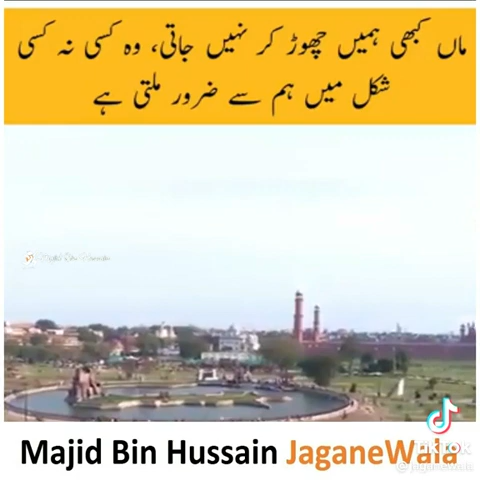 ماں کبھی ہمیں چھوڑ کر نہیں جاتی، وہ کسی نہ کسی
شکل میں ہم سے ضرور ملتی ہے
Majid Bin Hussain JaganeWala
TikTok